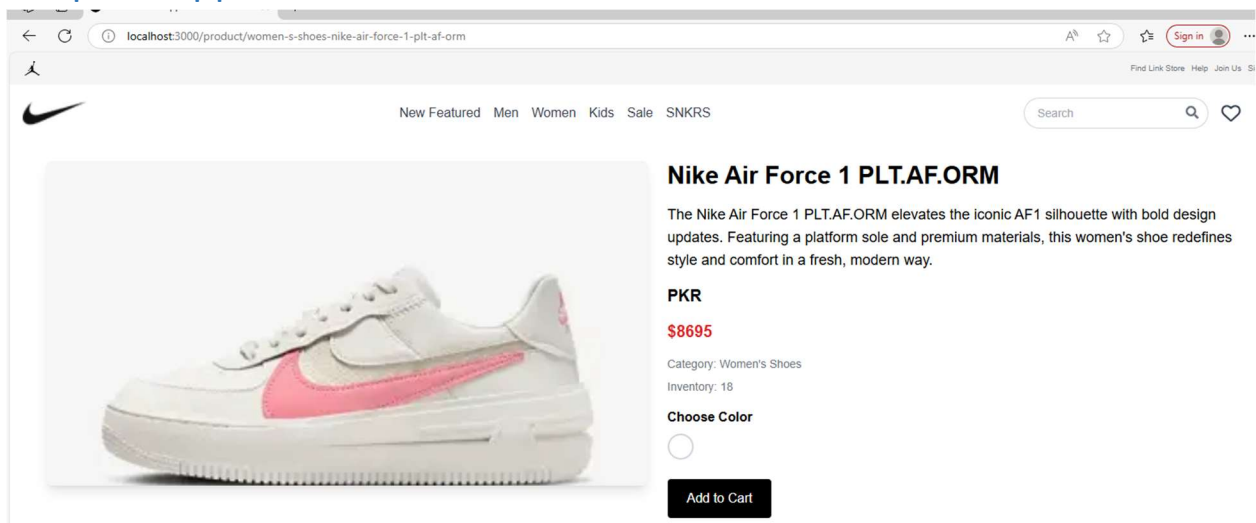 localhost:3000/product/women-s-shoes-nike-air-force-1-plt-af-orm
Sign in
Find Link Store Help Join Us
New Featured Men Women Kids Sale SNKRS
Search
Nike Air Force 1 PLT.AF.ORM
The Nike Air Force 1 PLT.AF.ORM elevates the iconic AF1 silhouette with bold design
updates. Featuring a platform sole and premium materials, this women's shoe redefines
style and comfort in a fresh, modern way.
PKR
$8695
Category: Women's Shoes
Inventory: 18
Choose Color
Add to Cart